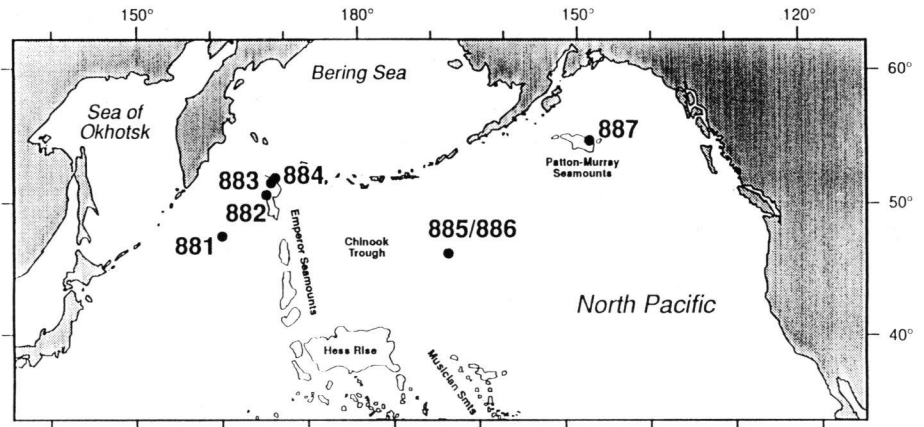 150° 180° 150° 120°
60°
Bering Sea
Sea of
Okhotsk
887
Patton-Murray
Seamounts
883 884
882
50°
881
Emperor Seamounts
Chinook
Trough
885/886
North Pacific
40°
Hess Rise
Musician Smts